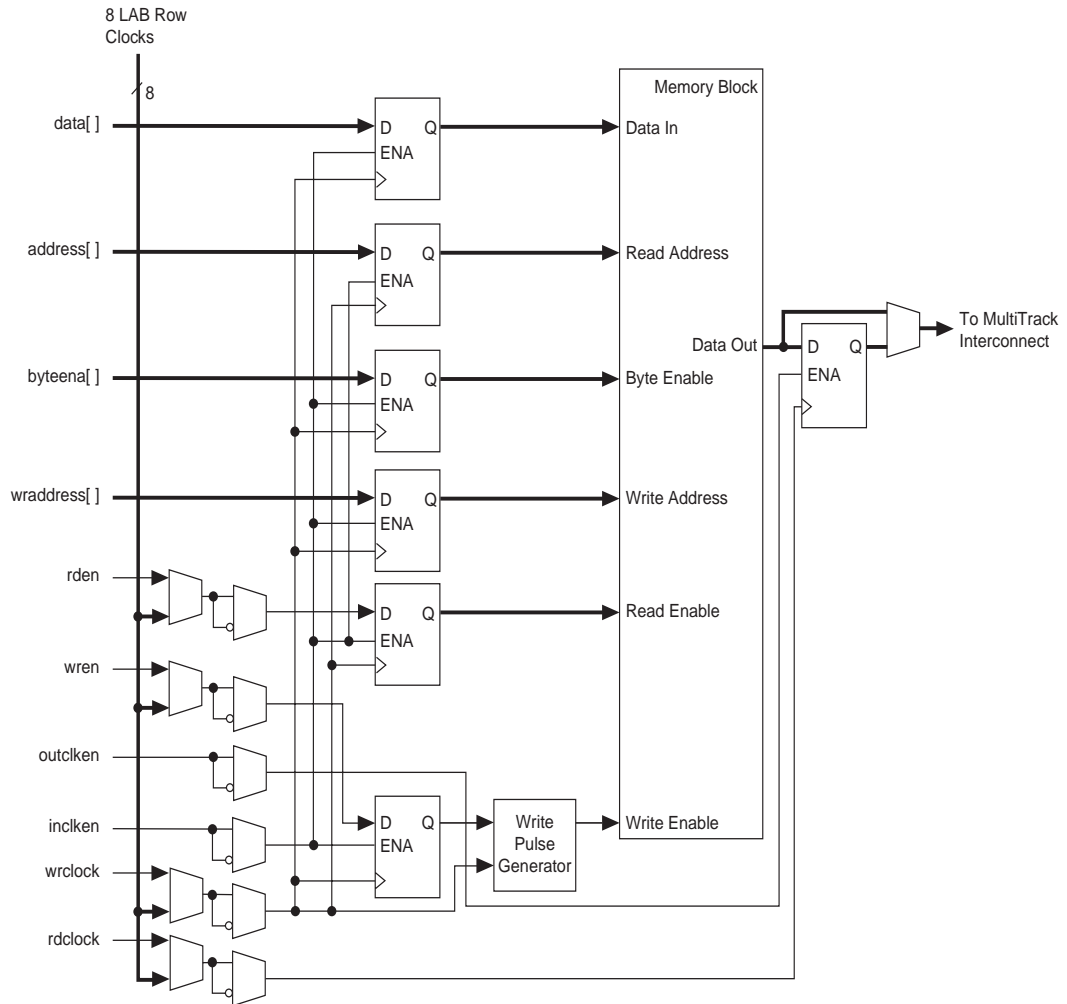 8 LAB Row
Clocks
8
data[ ]
D Q
ENA
Memory Block
Data In
address[ ]
D Q
ENA
Read Address
byteena[ ]
D Q
ENA
Byte Enable
Data Out
D Q
ENA
To MultiTrack
Interconnect
wraddress[ ]
D Q
ENA
Write Address
rden
D Q
ENA
Read Enable
wren
outclken
inclken
D Q
ENA
Write
Pulse
Generator
Write Enable
wrclock
rdclock